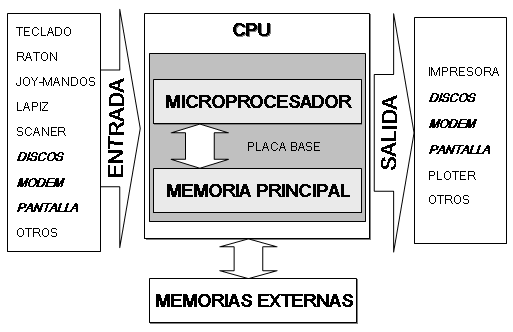 TECLADO
RATON
JOY-MANDOS
LAPIZ
SCANER
DISCOS
MODEM
PANTALLA
OTROS
ENTRADA
CPU
MICROPROCESADOR
PLACA BASE
MEMORIA PRINCIPAL
MEMORIAS EXTERNAS
SALIDA
IMPRESORA
DISCOS
MODEM
PANTALLA
PLOTER
OTROS